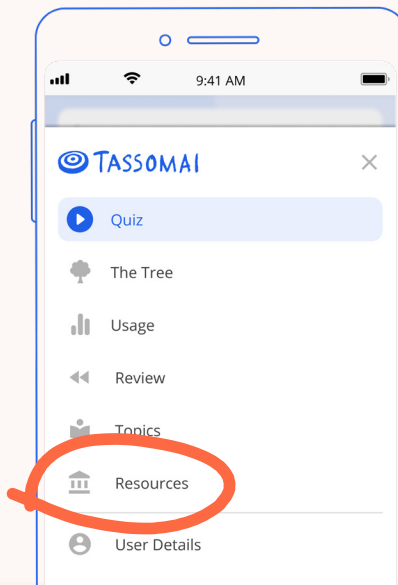 9:41 AM
TASSOMAI
Quiz
The Tree
Usage
Review
Topics
Resources
User Details